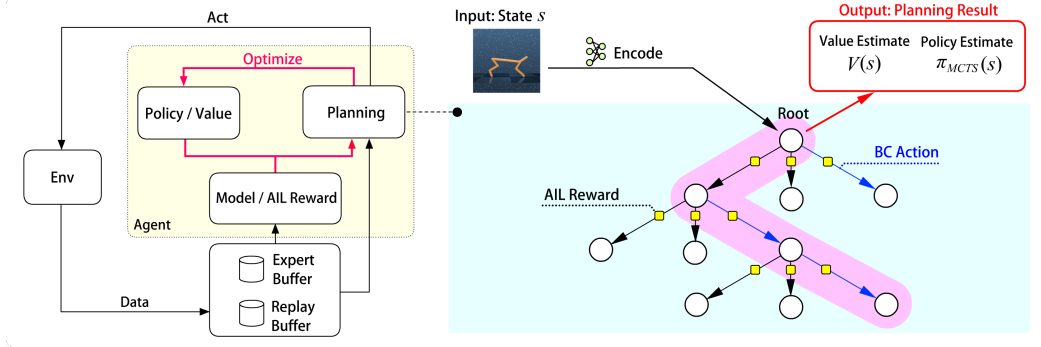 Act
Optimize
Policy / Value
Planning
Env
Model / AIL Reward
Agent
Expert
Buffer
Replay
Buffer
Data
Input: State s
Encode
Output: Planning Result
Value Estimate
V(s)
Policy Estimate
π_MCTS(s)
Root
BC Action
AIL Reward